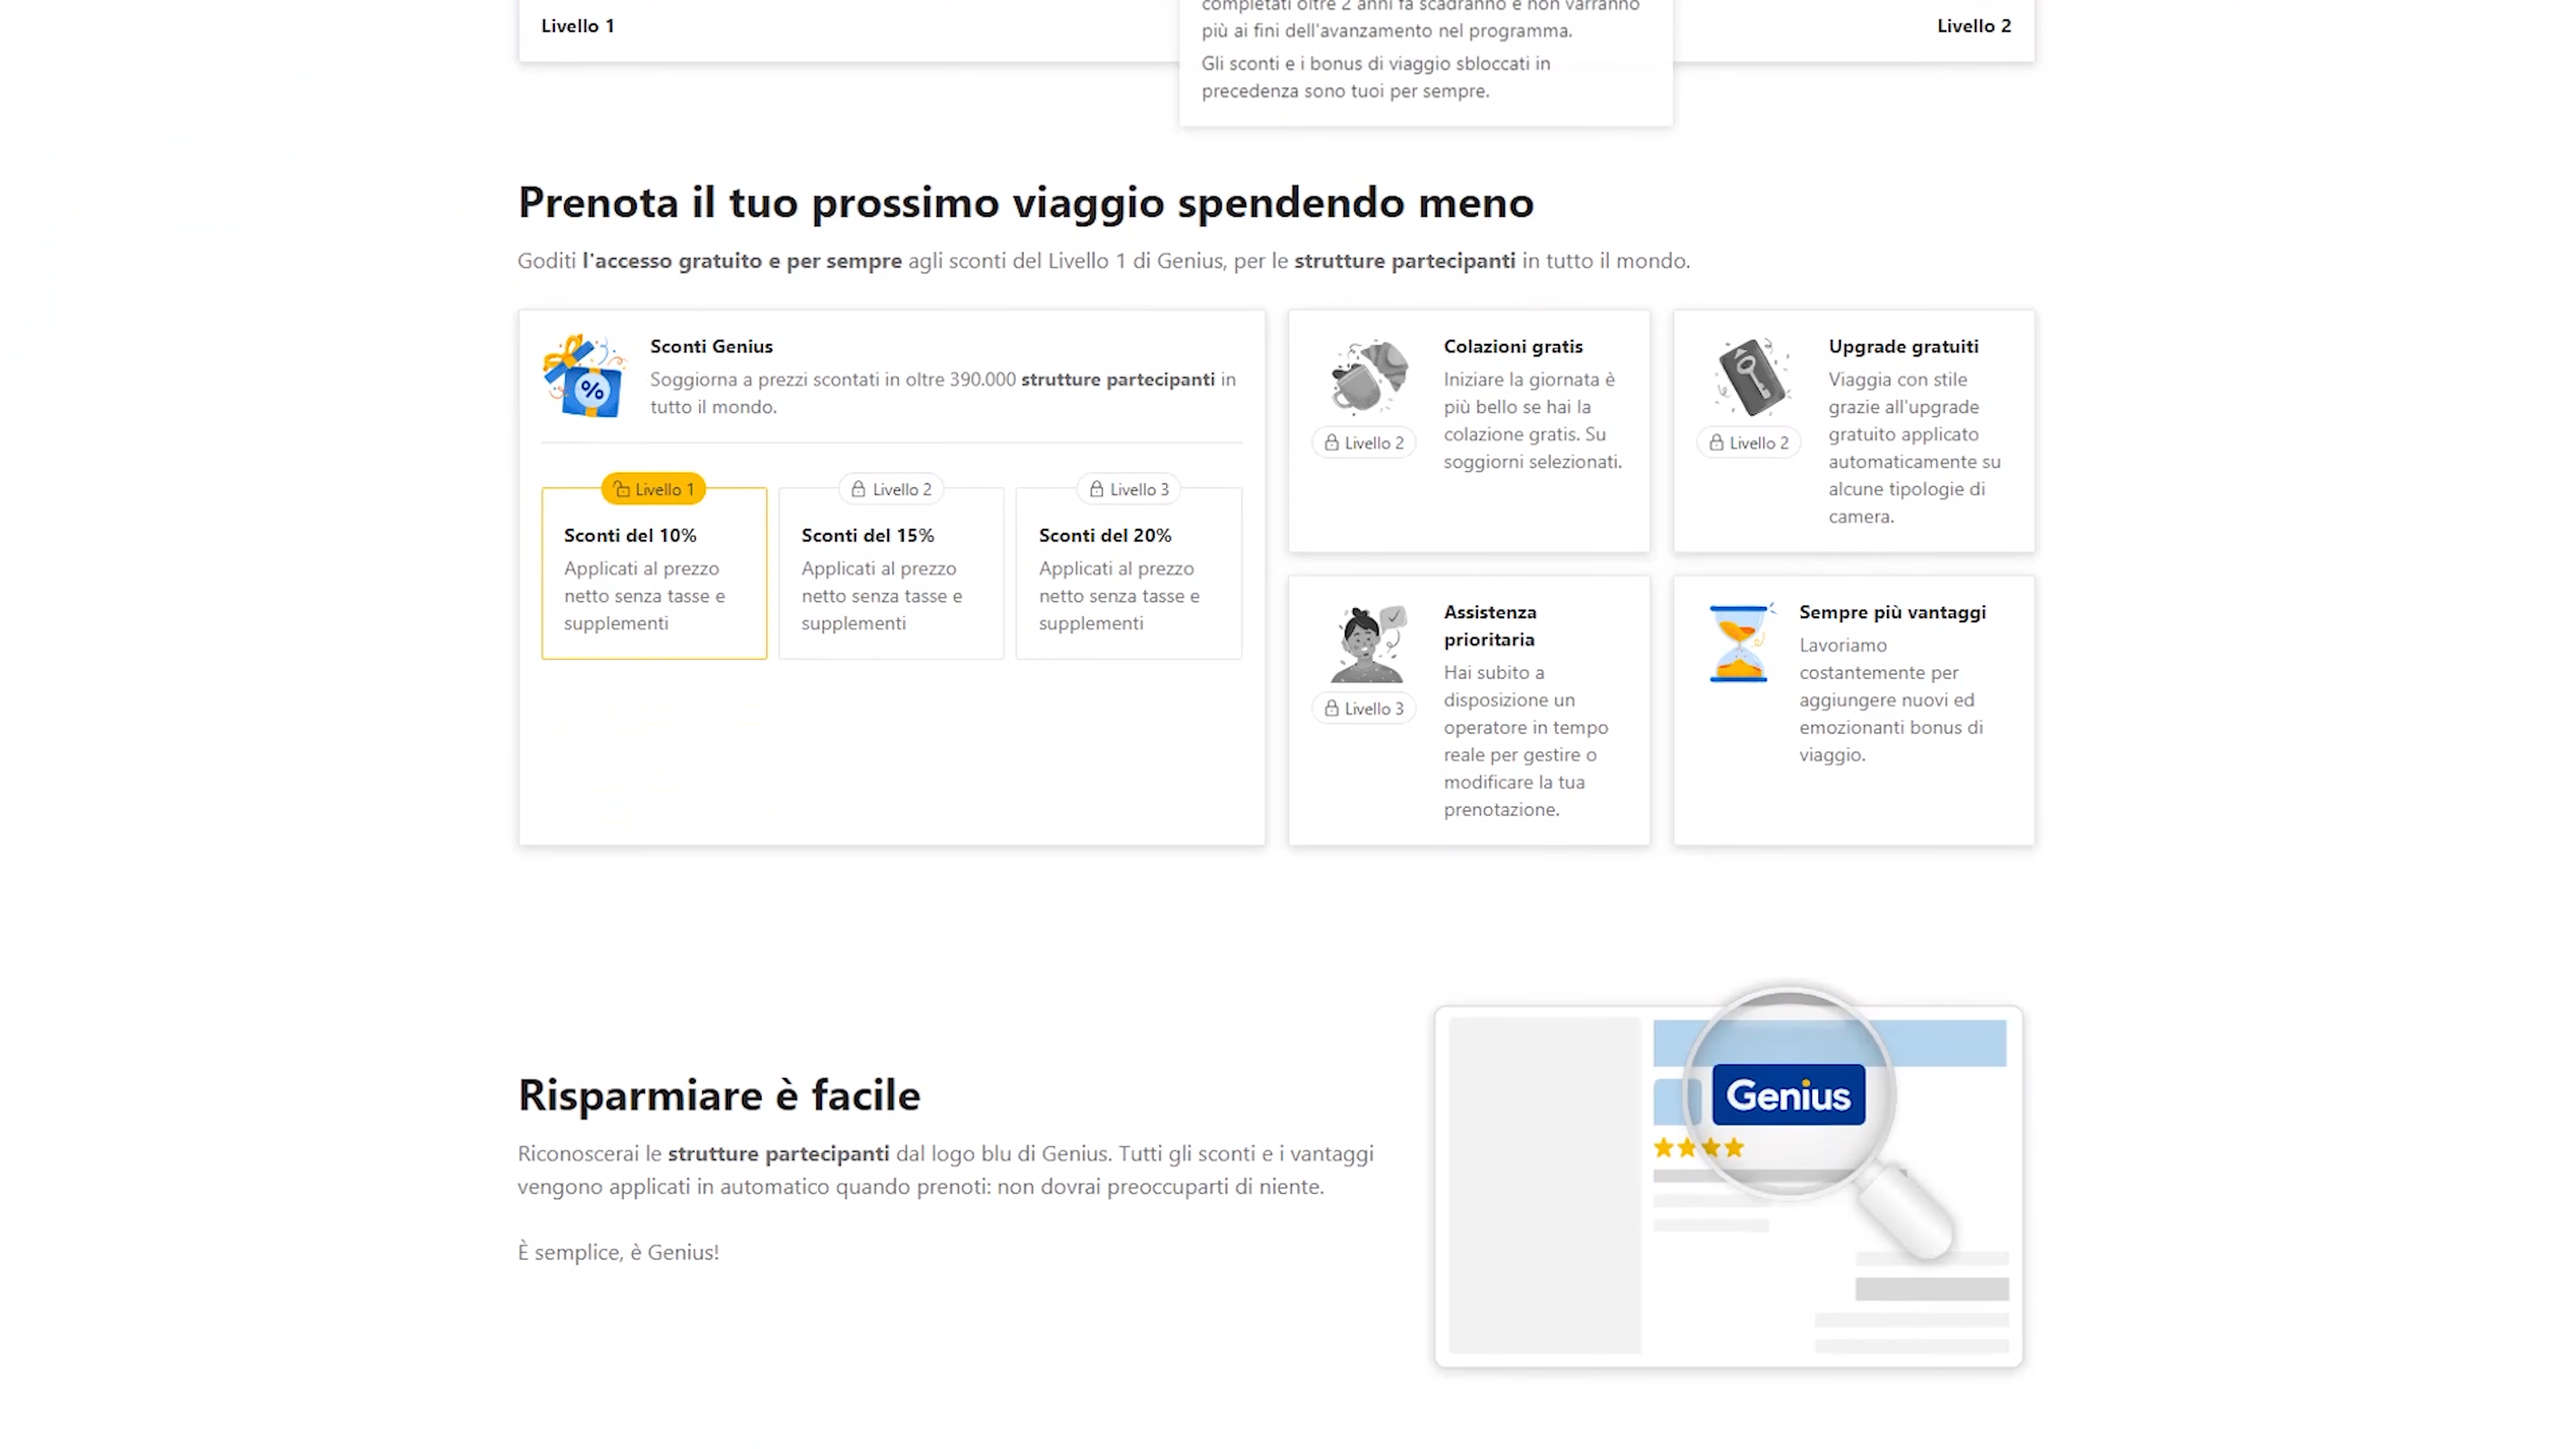 Livello 1
completati oltre 2 anni fa scadranno e non varranno
più ai fini dell'avanzamento nel programma.
Gli sconti e i bonus di viaggio sbloccati in
precedenza sono tuoi per sempre.
Livello 2
Prenota il tuo prossimo viaggio spendendo meno
Goditi l'accesso gratuito e per sempre agli sconti del Livello 1 di Genius, per le strutture partecipanti in tutto il mondo.
Sconti Genius
Soggiorna a prezzi scontati in oltre 390.000 strutture partecipanti in
tutto il mondo.
%
Livello 1
Sconti del 10%
Applicati al prezzo
netto senza tasse e
supplementi
Livello 2
Sconti del 15%
Applicati al prezzo
netto senza tasse e
supplementi
Livello 3
Sconti del 20%
Applicati al prezzo
netto senza tasse e
supplementi
Colazioni gratis
Iniziare la giornata è
più bello se hai la
colazione gratis. Su
soggiorni selezionati.
Livello 2
Upgrade gratuiti
Viaggia con stile
grazie all'upgrade
gratuito applicato
automaticamente su
alcune tipologie di
camera.
Livello 2
Assistenza
prioritaria
Hai subito a
disposizione un
operatore in tempo
reale per gestire o
modificare la tua
prenotazione.
Livello 3
Sempre più vantaggi
Lavoriamo
costantemente per
aggiungere nuovi ed
emozionanti bonus di
viaggio.
Risparmiare è facile
Riconoscerai le strutture partecipanti dal logo blu di Genius. Tutti gli sconti e i vantaggi
vengono applicati in automatico quando prenoti: non dovrai preoccuparti di niente.
È semplice, è Genius!
Genius